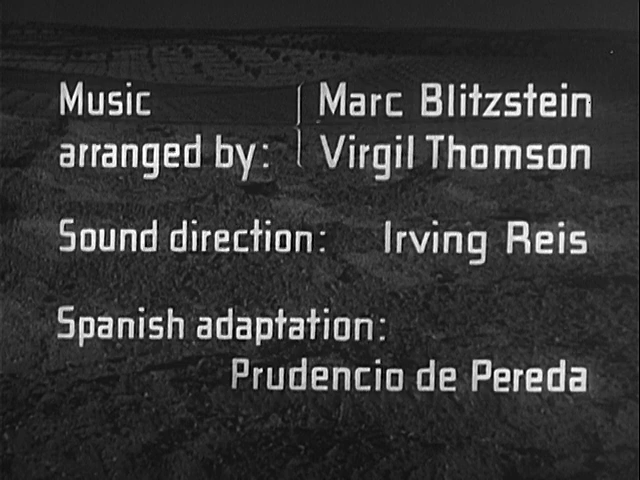 Music Marc Blitzstein
arranged by: Virgil Thomson
Sound direction: Irving Reis
Spanish adaptation:
Prudencio de Pereda